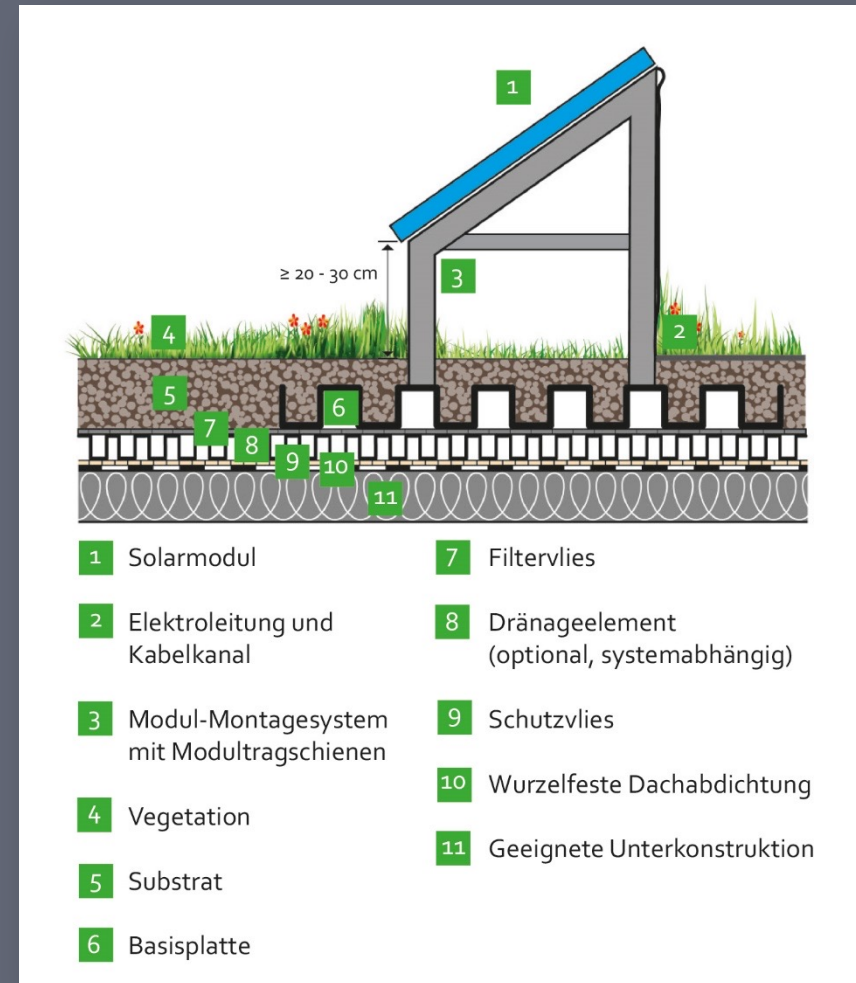 1
≥ 20 - 30 cm
3
4
2
5
6
7
8
9
10
11
1 Solarmodul
2 Elektroleitung und
Kabelkanal
3 Modul-Montagesystem
mit Modultragschienen
4 Vegetation
5 Substrat
6 Basisplatte
7 Filtervlies
8 Dränageelement
(optional, systemabhängig)
9 Schutzvlies
10 Wurzelfeste Dachabdichtung
11 Geeignete Unterkonstruktion